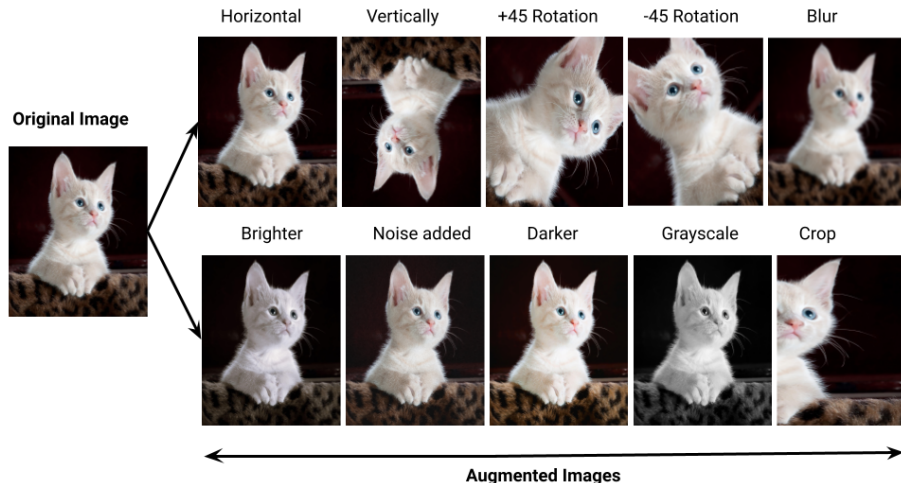 Horizontal Vertically +45 Rotation -45 Rotation Blur
Original Image
Brighter Noise added Darker Grayscale Crop
Augmented Images